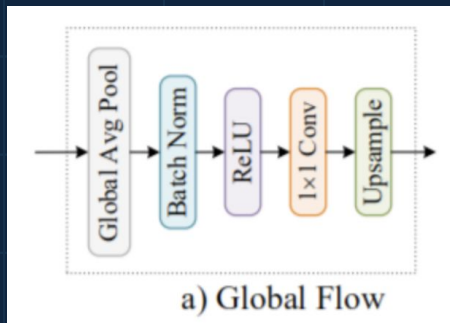 Global Avg Pool
Batch Norm
ReLU
1×1 Conv
Upsample
a) Global Flow